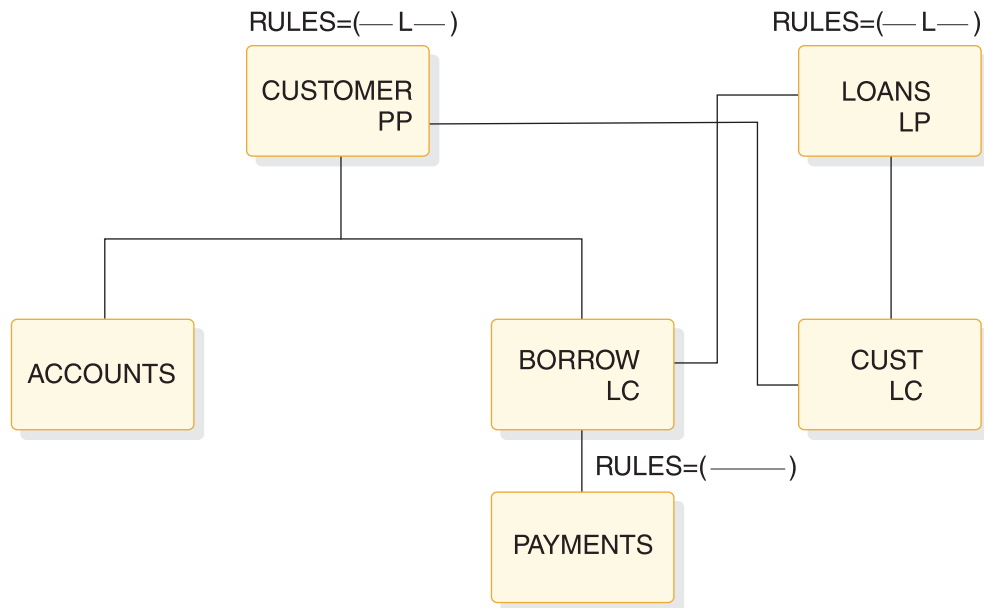 RULES=(— L— )
RULES=(— L— )
CUSTOMER
PP
LOANS
LP
ACCOUNTS
BORROW
LC
CUST
LC
RULES=( — )
PAYMENTS